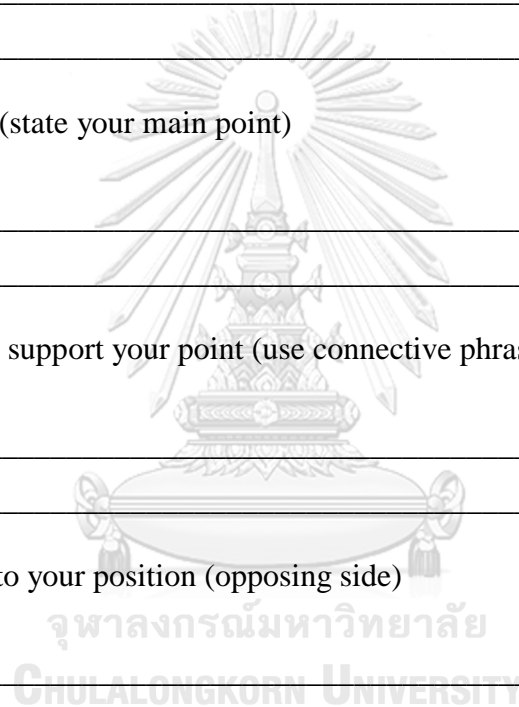 (state your main point)
support your point (use connective
to your position (opposing side)
จุฬาลงกรณ์มหาวิทยาลัย
CHULALONGKORN UNIVERSITY